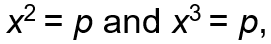 x² = p and x³ = p,